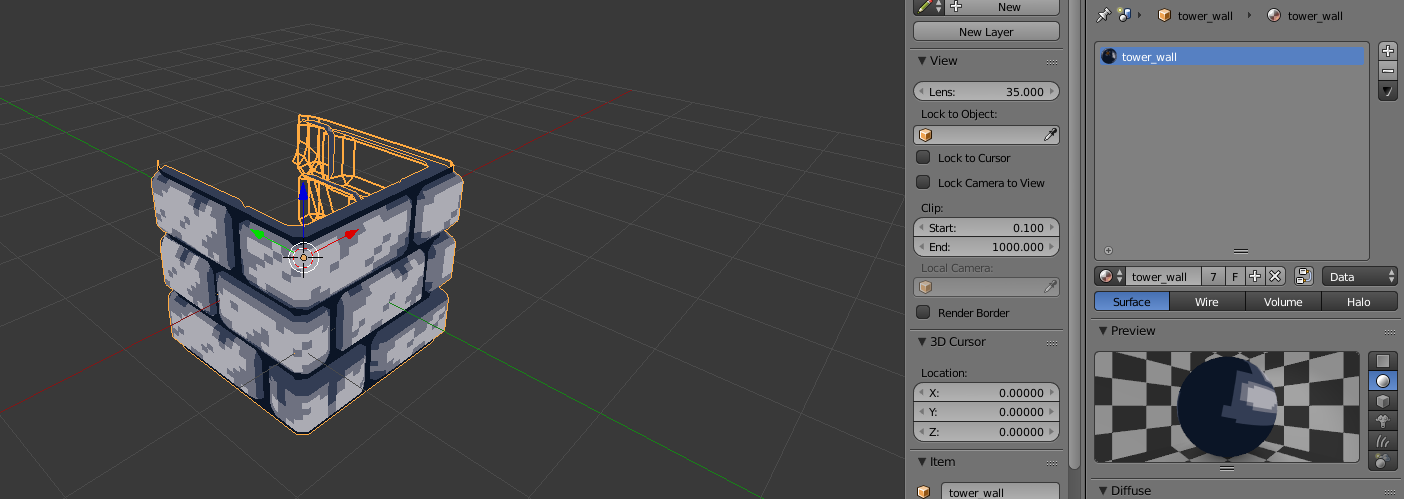 New
New Layer
View
Lens: 35.000
Lock to Object:
Lock to Cursor
Lock Camera to View
Clip:
Start: 0.100
End: 1000.000
Local Camera:
Render Border
3D Cursor
Location:
X: 0.00000
Y: 0.00000
Z: 0.00000
Item
tower_wall
tower_wall tower_wall
tower_wall
tower_wall 7 F Data
Surface Wire Volume Halo
Preview
Diffuse